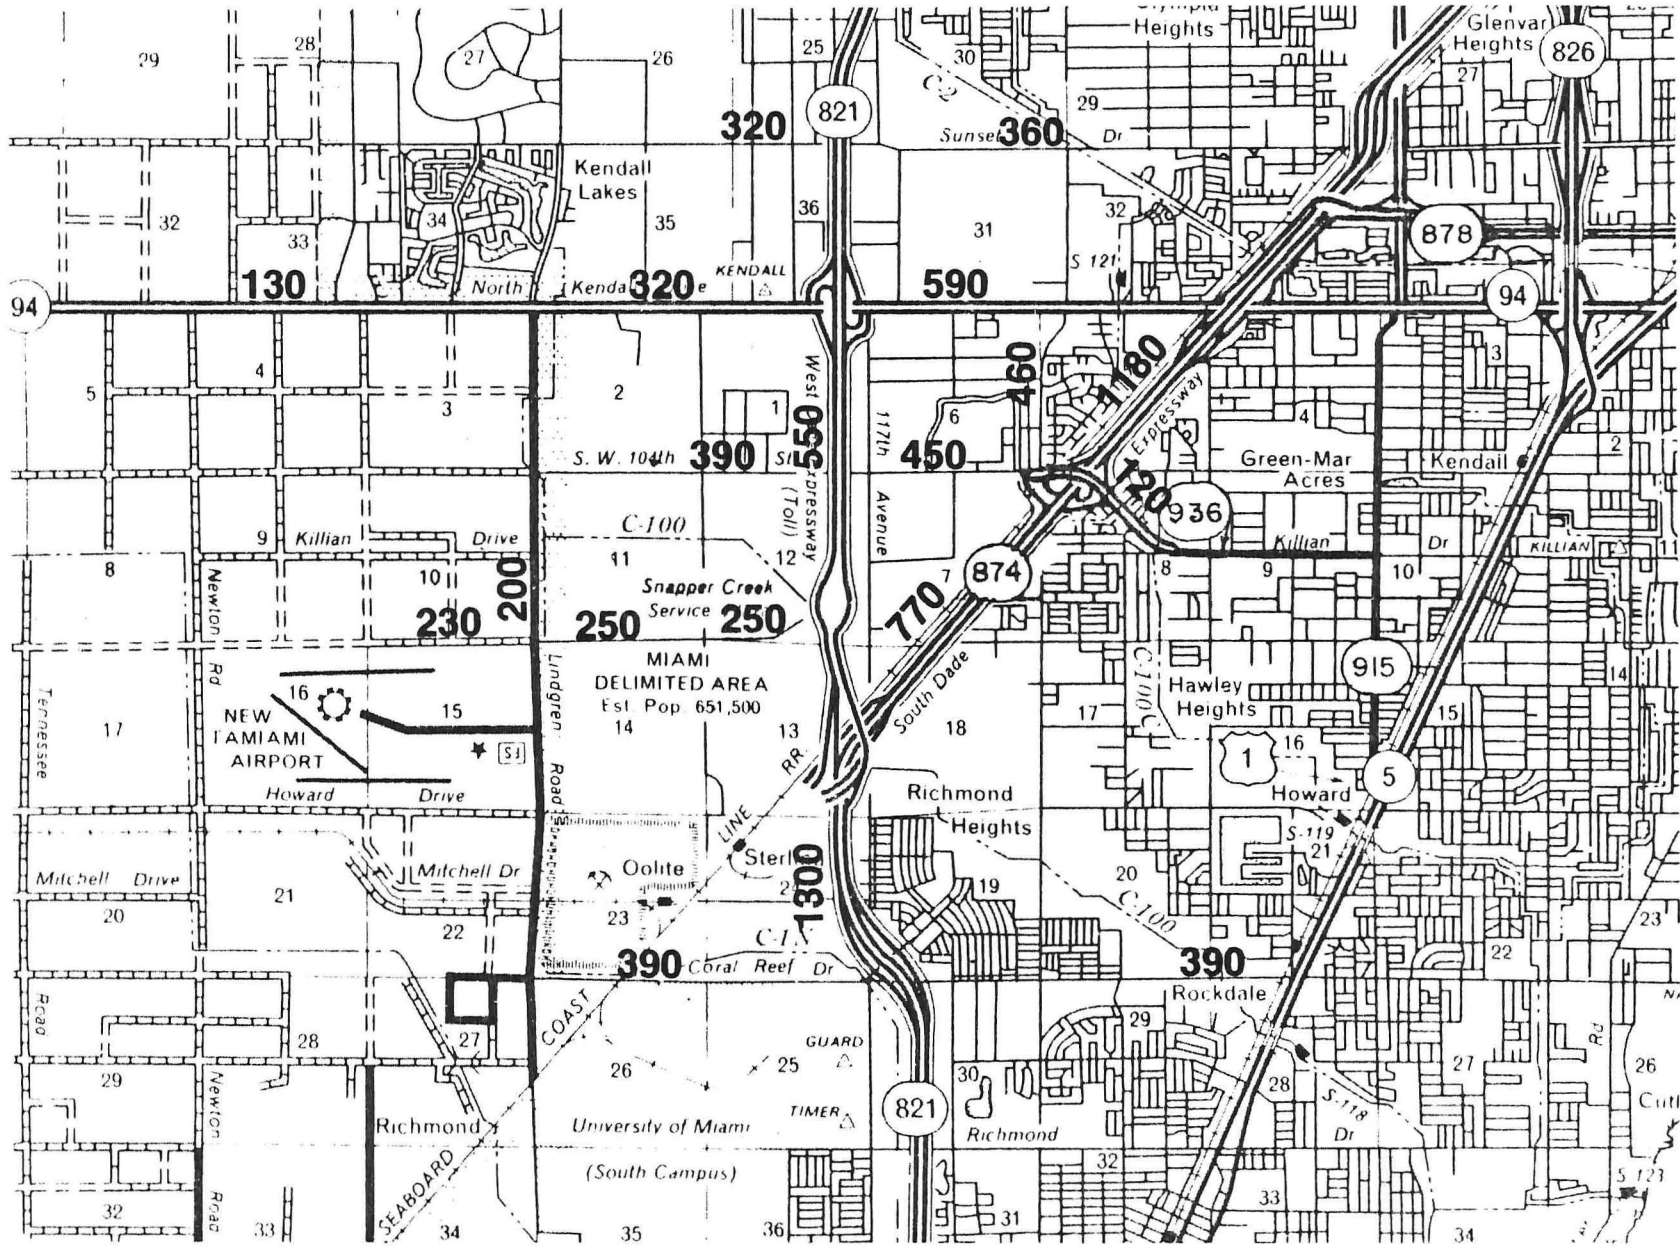 29
28
27
26
25
30
Heights
Glenvar
Heights
826
27
821
C-2
29
320
Sunset
360
Dr
Kendall
Lakes
32
33
34
35
36
31
32
878
S 121
130
North
Kenda
320
e
KENDALL
590
94
94
5
4
3
2
1
6
4
3
2
460
1180
West
550
Expressway
(Toll)
117th
Avenue
Expressway
S. W. 104th
390
St
450
120
936
Green-Mar
Acres
Kendall
9
Killian
Drive
C-100
11
12
8
10
200
Snapper Creek
Service
7
874
8
Killian
9
Dr
10
KILLIAN
11
Newton
Rd
230
250
250
770
MIAMI
DELIMITED AREA
Est. Pop. 651,500
Lindgren
Road
South Dade
C-100C
915
Hawley
Heights
14
Tennessee
Road
17
16
15
NEW
TAMIAMI
AIRPORT
14
13
18
17
16
15
1
5
Howard
Drive
RR
LINE
Richmond
Heights
Howard
S-119
21
Mitchell Drive
Mitchell Dr
Oolite
1300
19
20
C-100
20
21
22
23
22
23
390
Coral Reef Dr
390
Rockdale
COAST
SEABOARD
28
27
26
25
GUARD
29
27
26
Rd
29
Newton
Road
30
28
S-118
Dr
821
TIMER
Richmond
University of Miami
(South Campus)
Richmond
32
33
34
35
36
31
32
33
34
S 123